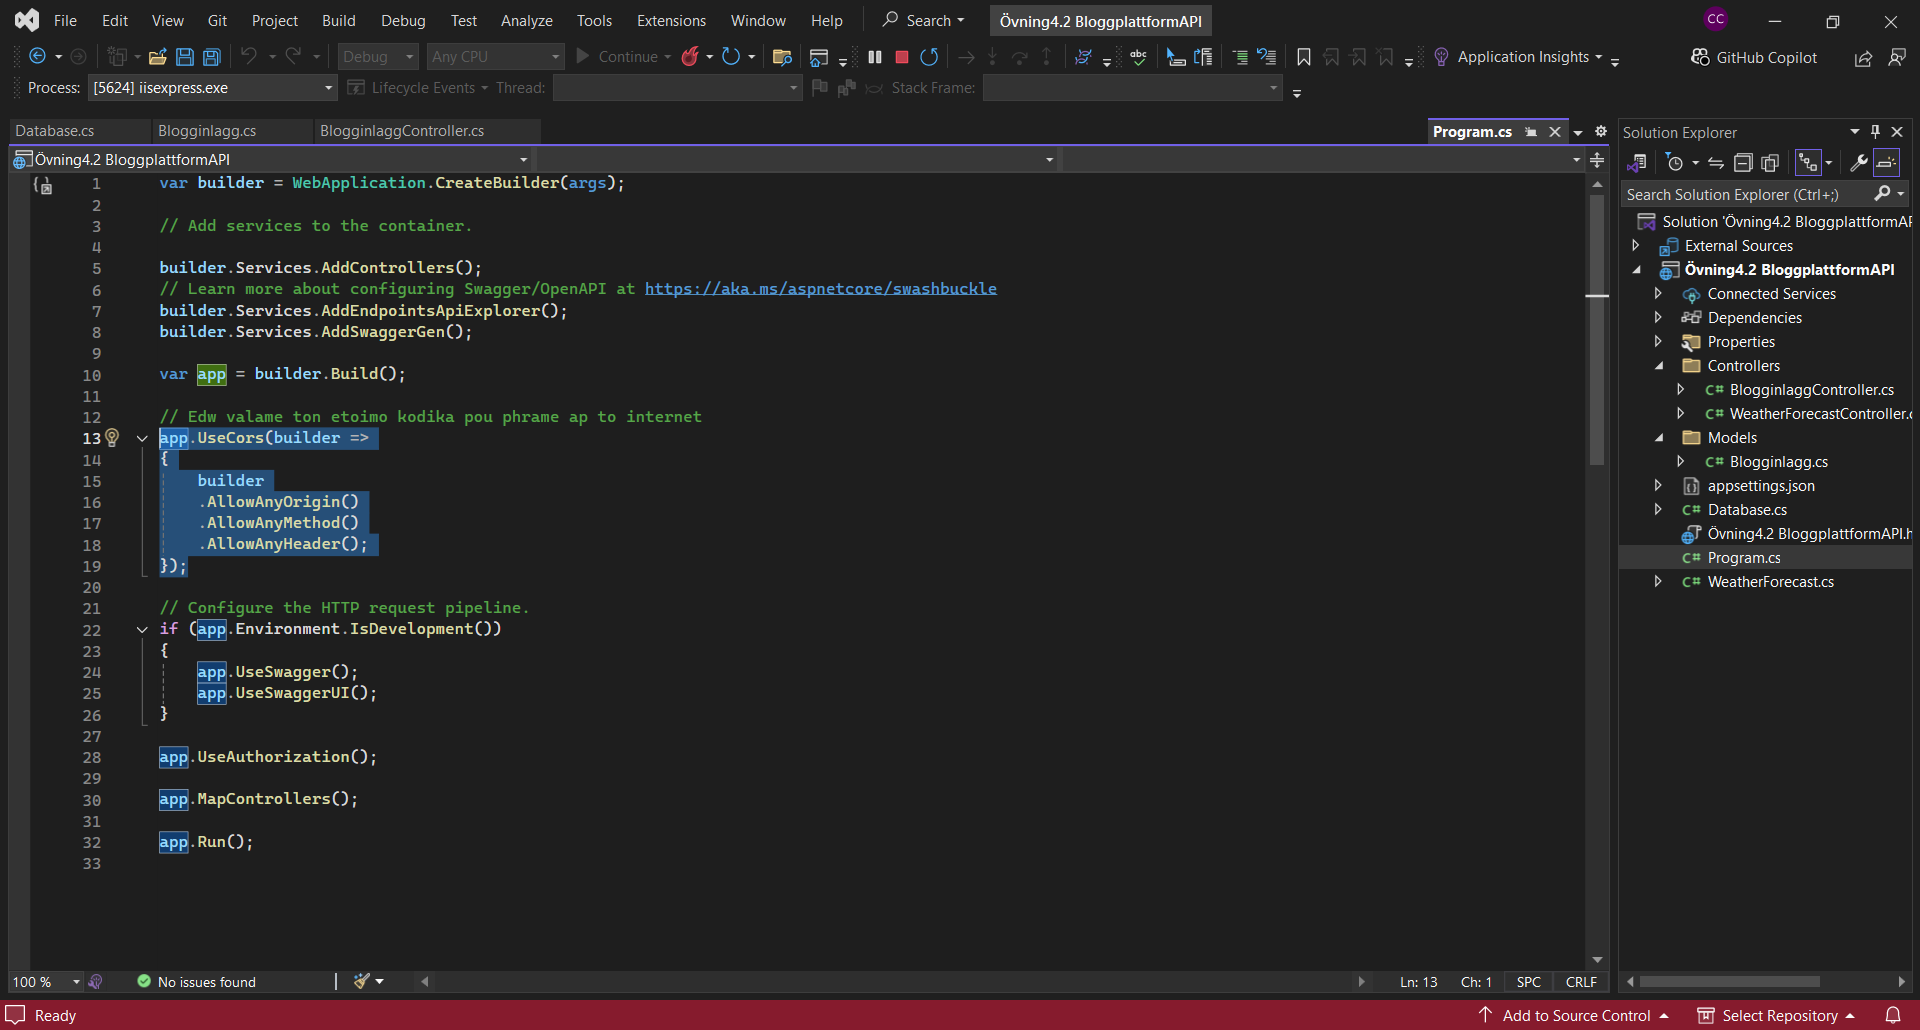 File Edit View Git Project Build Debug Test Analyze Tools Extensions Window Help Search Övning4.2 BloggplattformAPI CC
Debug Any CPU Continue abc Application Insights GitHub Copilot
Process: [5624] iisexpress.exe Lifecycle Events Thread: Stack Frame:
Database.cs Blogginlagg.cs BlogginlaggController.cs Program.cs
Övning4.2 BloggplattformAPI
1 var builder = WebApplication.CreateBuilder(args);
2
3 // Add services to the container.
4
5 builder.Services.AddControllers();
6 // Learn more about configuring Swagger/OpenAPI at https://aka.ms/aspnetcore/swashbuckle
7 builder.Services.AddEndpointsApiExplorer();
8 builder.Services.AddSwaggerGen();
9
10 var app = builder.Build();
11
12 // Edw valame ton etoimo kodika pou phrame ap to internet
13 app.UseCors(builder =>
14 {
15 builder
16 .AllowAnyOrigin()
17 .AllowAnyMethod()
18 .AllowAnyHeader();
19 });
20
21 // Configure the HTTP request pipeline.
22 if (app.Environment.IsDevelopment())
23 {
24 app.UseSwagger();
25 app.UseSwaggerUI();
26 }
27
28 app.UseAuthorization();
29
30 app.MapControllers();
31
32 app.Run();
33
100 % No issues found Ln: 13 Ch: 1 SPC CRLF
Solution Explorer
Search Solution Explorer (Ctrl+;)
Solution 'Övning4.2 BloggplattformAP
External Sources
Övning4.2 BloggplattformAPI
Connected Services
Dependencies
Properties
Controllers
C# BlogginlaggController.cs
C# WeatherForecastController.c
Models
C# Blogginlagg.cs
appsettings.json
C# Database.cs
Övning4.2 BloggplattformAPI.h
C# Program.cs
C# WeatherForecast.cs
Ready Add to Source Control Select Repository